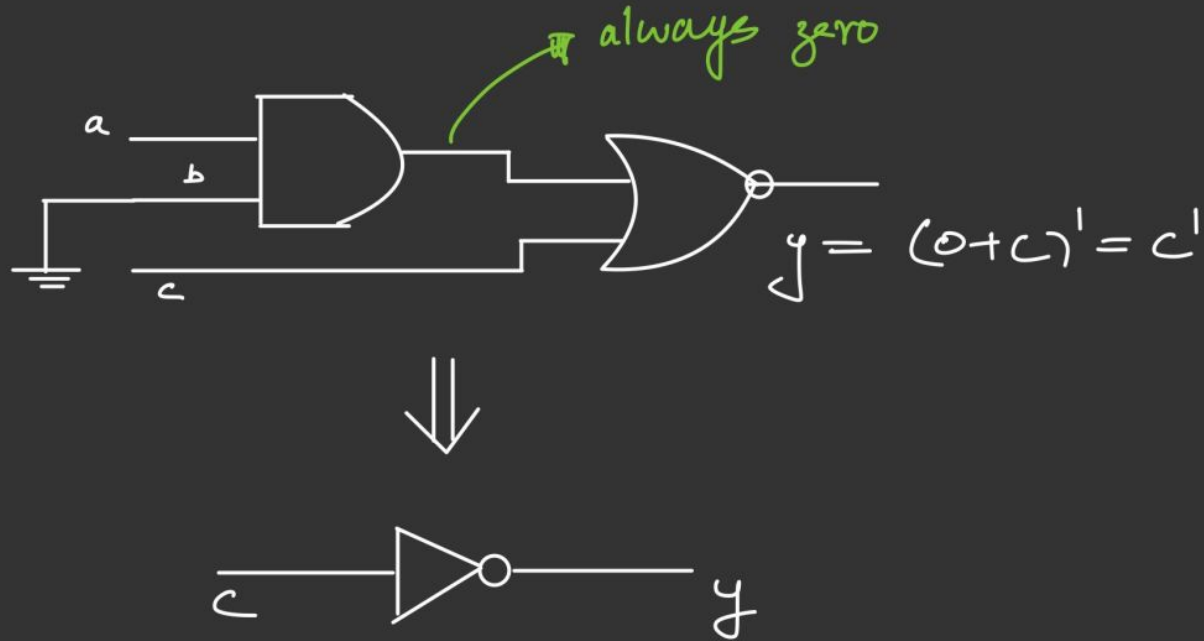 always zero
a
b
c
y = (0+c)' = c'
c
y